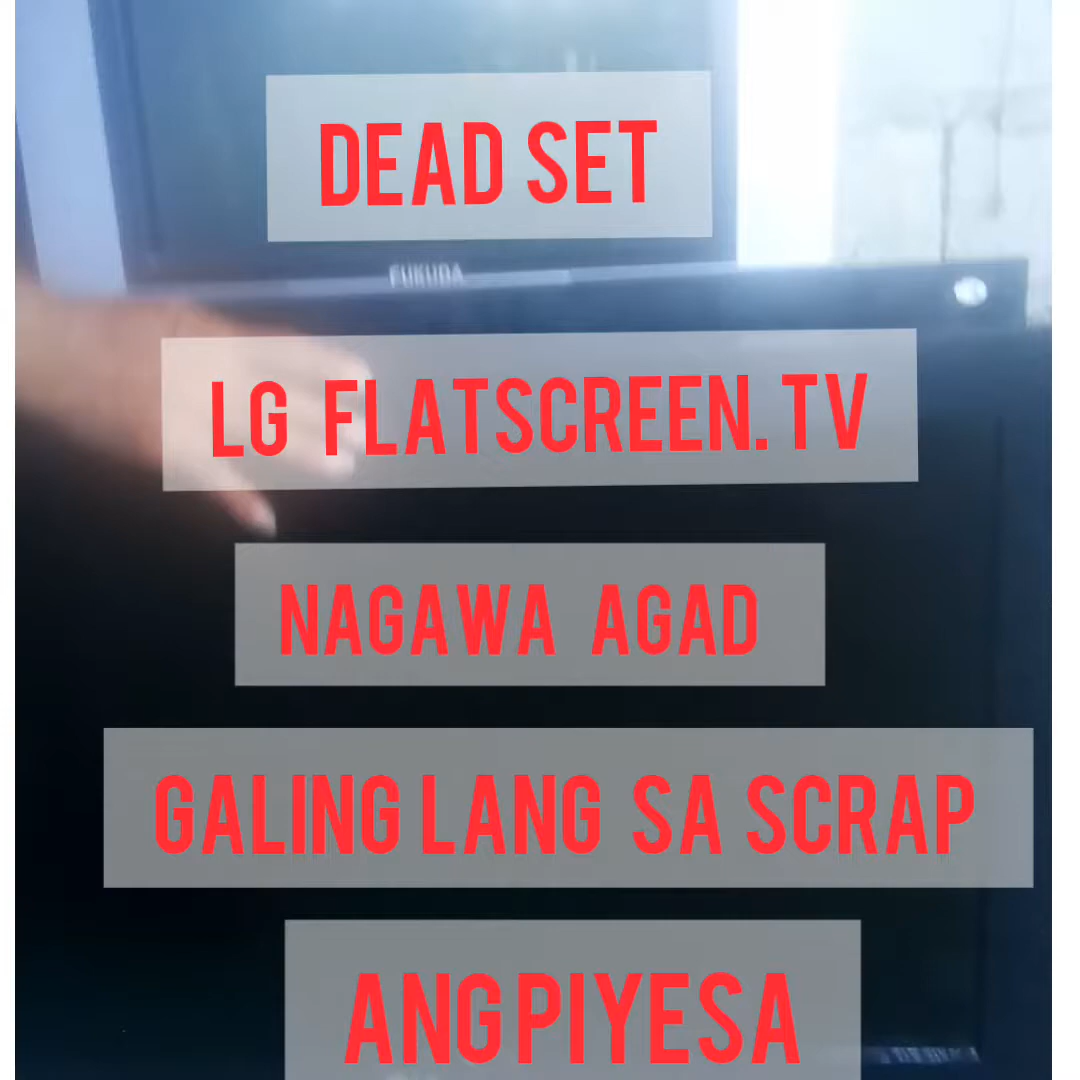 DEAD SET
FUKUDA
LG FLATSCREEN. TV
NAGAWA AGAD
GALING LANG SA SCRAP
ANG PIYESA